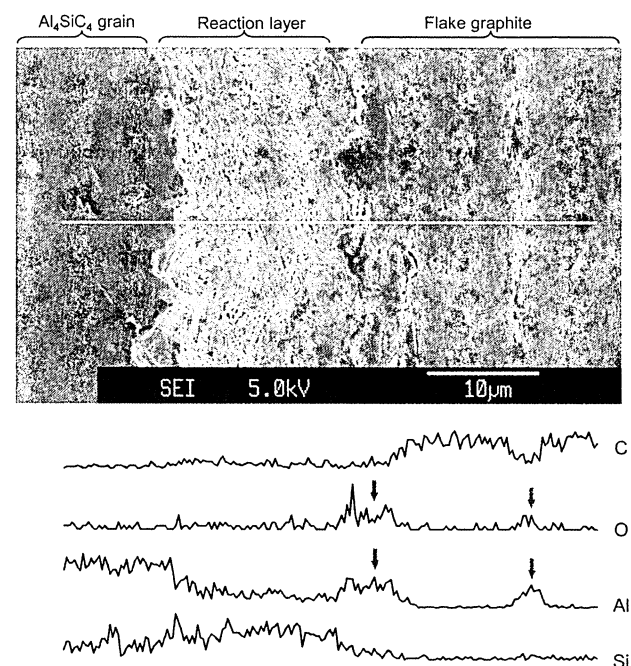 Al₄SiC₄ grain Reaction layer Flake graphite
SEI 5.0kV 10μm
C
O
Al
Si